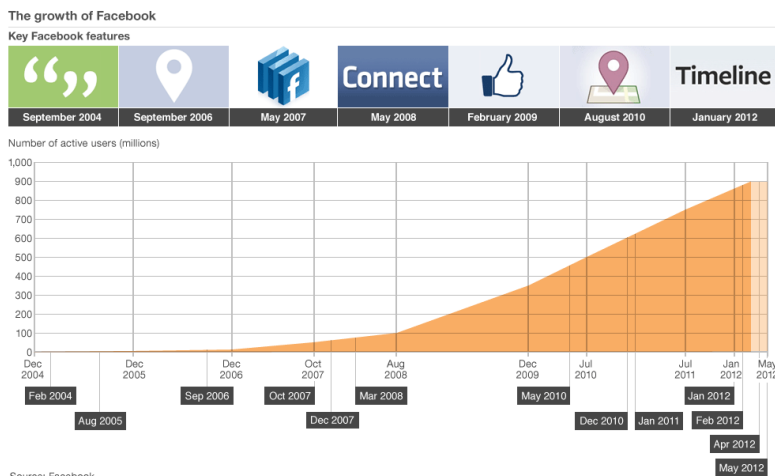 The growth of Facebook
Key Facebook features
“ ,,
f
Connect
Timeline
September 2004
September 2006
May 2007
May 2008
February 2009
August 2010
January 2012
Number of active users (millions)
1,000
900
800
700
600
500
400
300
200
100
0
Dec 2004
Dec 2005
Dec 2006
Oct 2007
Aug 2008
Dec 2009
Jul 2010
Jul 2011
Jan 2012
May 2012
Feb 2004
Sep 2006
Oct 2007
Mar 2008
May 2010
Jan 2012
Aug 2005
Dec 2007
Dec 2010
Jan 2011
Feb 2012
Apr 2012
May 2012
Source: Facebook